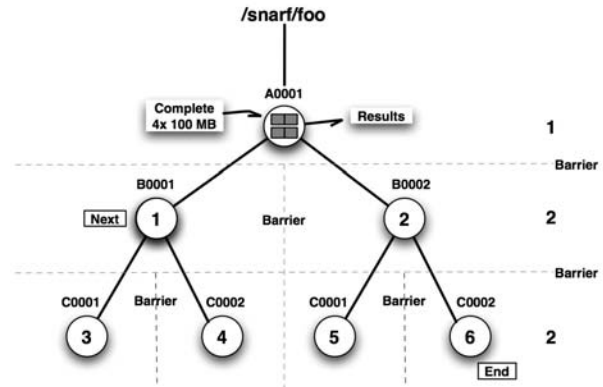 /snarf/foo
A0001
Complete
4x 100 MB
Results
1
Barrier
B0001
B0002
Next
1
Barrier
2
2
Barrier
C0001
Barrier
C0002
C0001
Barrier
C0002
3
4
5
6
2
End